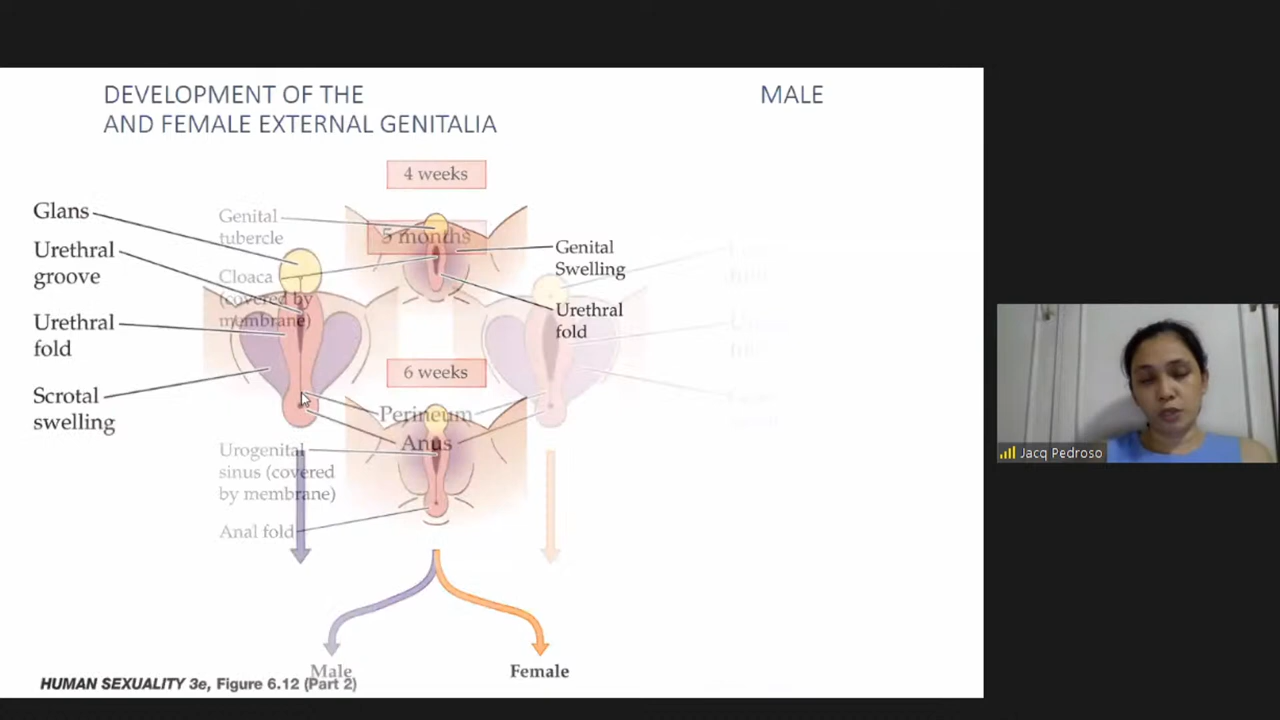 DEVELOPMENT OF THE MALE
AND FEMALE EXTERNAL GENITALIA
4 weeks
Glans
Genital
tubercle
5 months
Genital
Swelling
Urethral
groove
Cloaca
(covered by
membrane)
Urethral
fold
Urethral
fold
6 weeks
Scrotal
swelling
Perineum
Anus
Urogenital
sinus (covered
by membrane)
Anal fold
Male
Female
HUMAN SEXUALITY 3e, Figure 6.12 (Part 2)
Jacq Pedroso